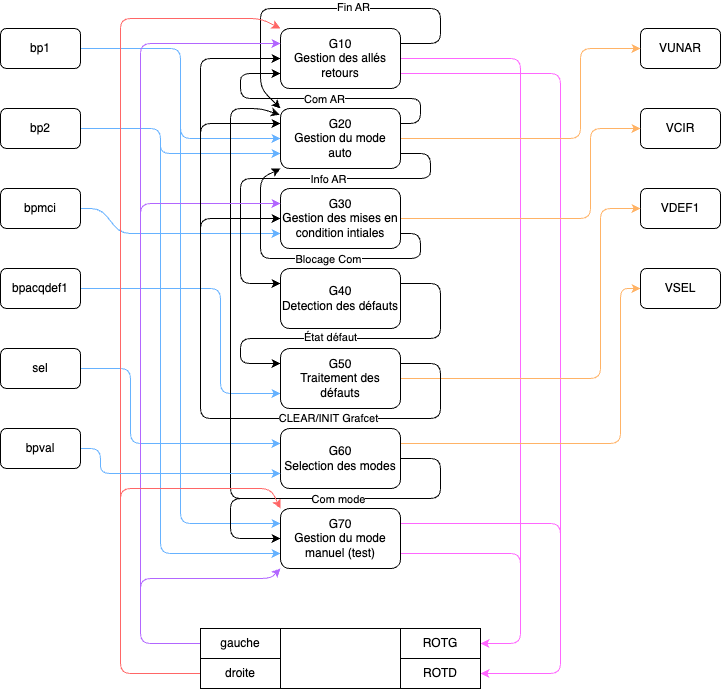 Fin AR
bp1
G10
Gestion des allés
retours
VUNAR
Com AR
bp2
G20
Gestion du mode
auto
VCIR
Info AR
bpmci
G30
Gestion des mises en
condition intiales
VDEF1
Blocage Com
bpacqdef1
G40
Detection des défauts
VSEL
État défaut
sel
G50
Traitement des
défauts
CLEAR/INIT Grafcet
bpval
G60
Selection des modes
Com mode
G70
Gestion du mode
manuel (test)
gauche
ROTG
droite
ROTD